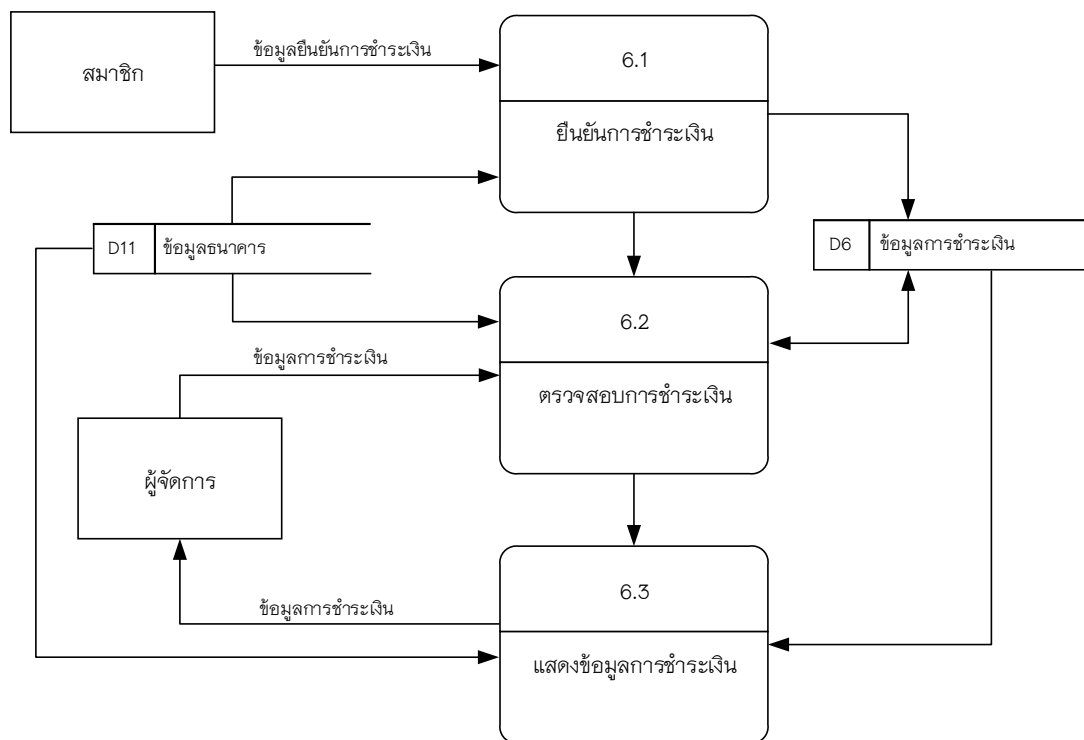 ข้อมูลยืนยันการชำระเงิน
สมาชิก
6.1
ยืนยันการชำระเงิน
D11 ข้อมูลธนาคาร
D6 ข้อมูลการชำระเงิน
6.2
ข้อมูลการชำระเงิน
ตรวจสอบการชำระเงิน
ผู้จัดการ
6.3
ข้อมูลการชำระเงิน
แสดงข้อมูลการชำระเงิน